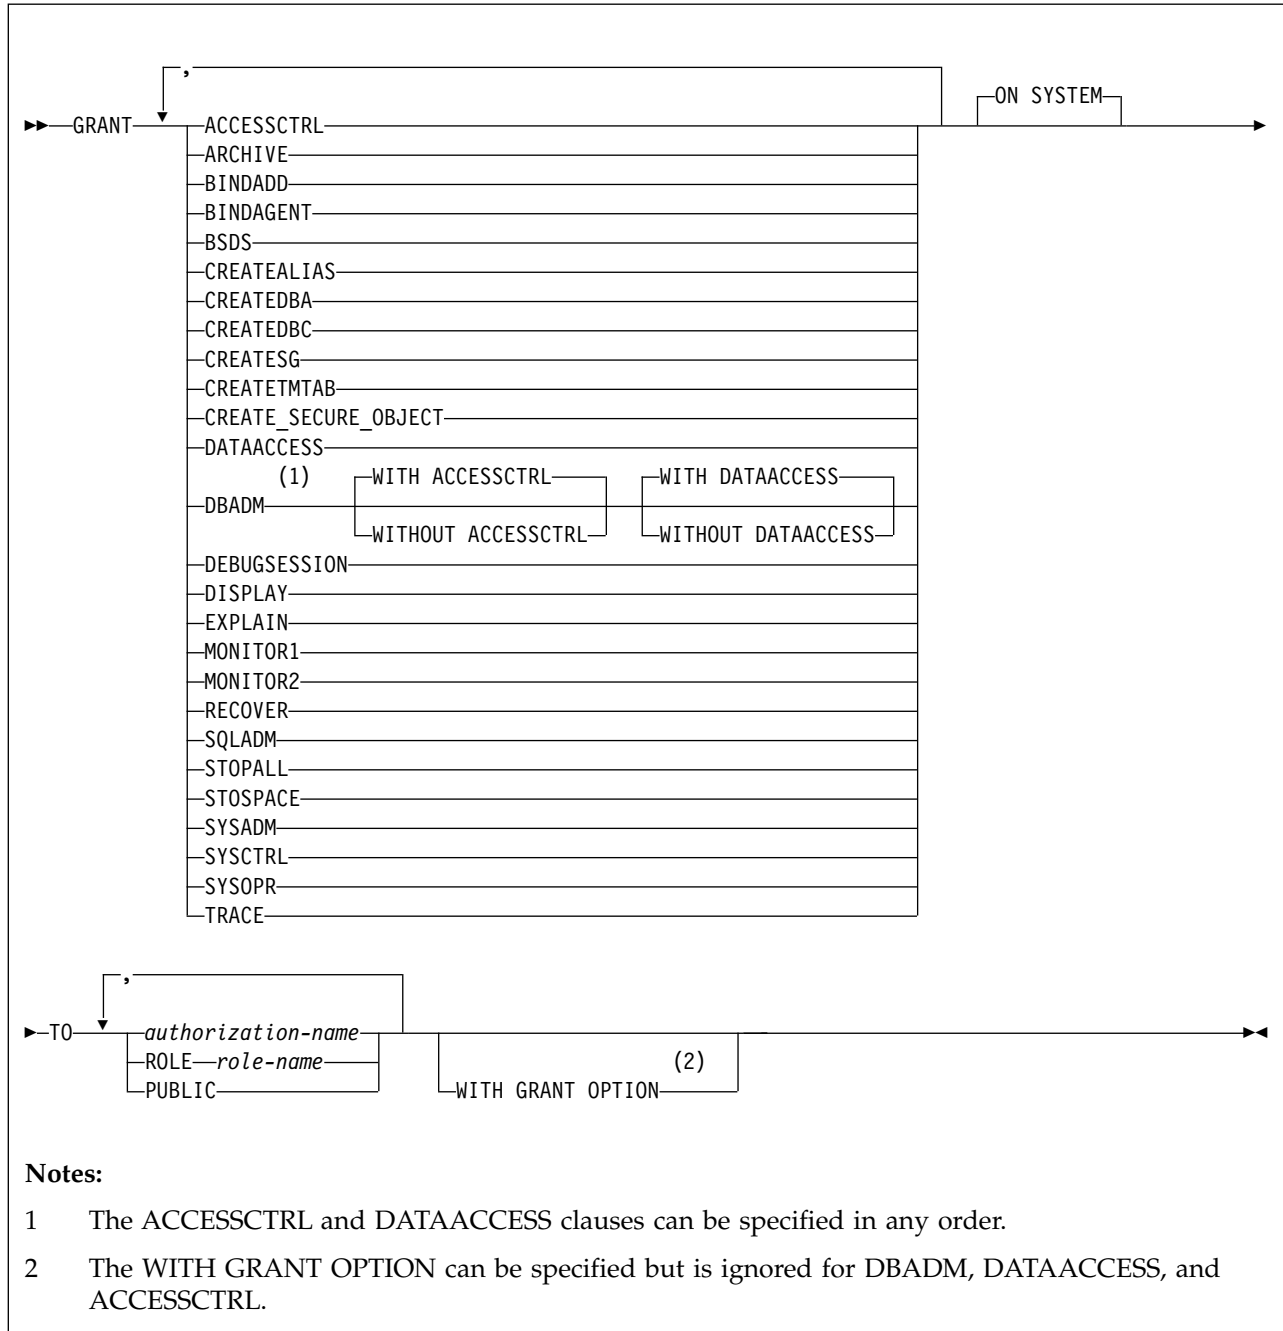 ,
ON SYSTEM
GRANT ACCESSCTRL
ARCHIVE
BINDADD
BINDAGENT
BSDS
CREATEALIAS
CREATEDBA
CREATEDBC
CREATESG
CREATETMTAB
CREATE_SECURE_OBJECT
DATAACCESS
(1) WITH ACCESSCTRL WITH DATAACCESS
DBADM
WITHOUT ACCESSCTRL WITHOUT DATAACCESS
DEBUGSESSION
DISPLAY
EXPLAIN
MONITOR1
MONITOR2
RECOVER
SQLADM
STOPALL
STOSPACE
SYSADM
SYSCTRL
SYSOPR
TRACE
,
TO authorization-name
ROLE role-name (2)
PUBLIC WITH GRANT OPTION
Notes:
1 The ACCESSCTRL and DATAACCESS clauses can be specified in any order.
2 The WITH GRANT OPTION can be specified but is ignored for DBADM, DATAACCESS, and
ACCESSCTRL.